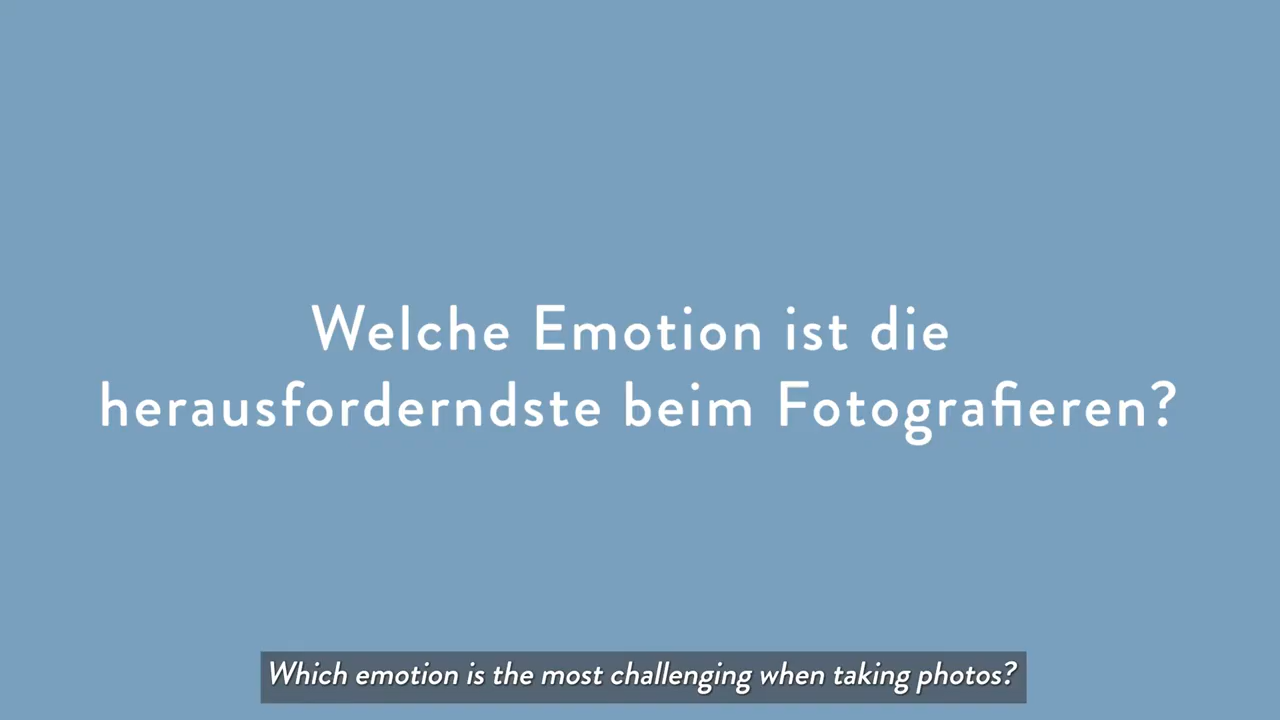 Welche Emotion ist die
herausforderndste beim Fotografieren?
Which emotion is the most challenging when taking photos?